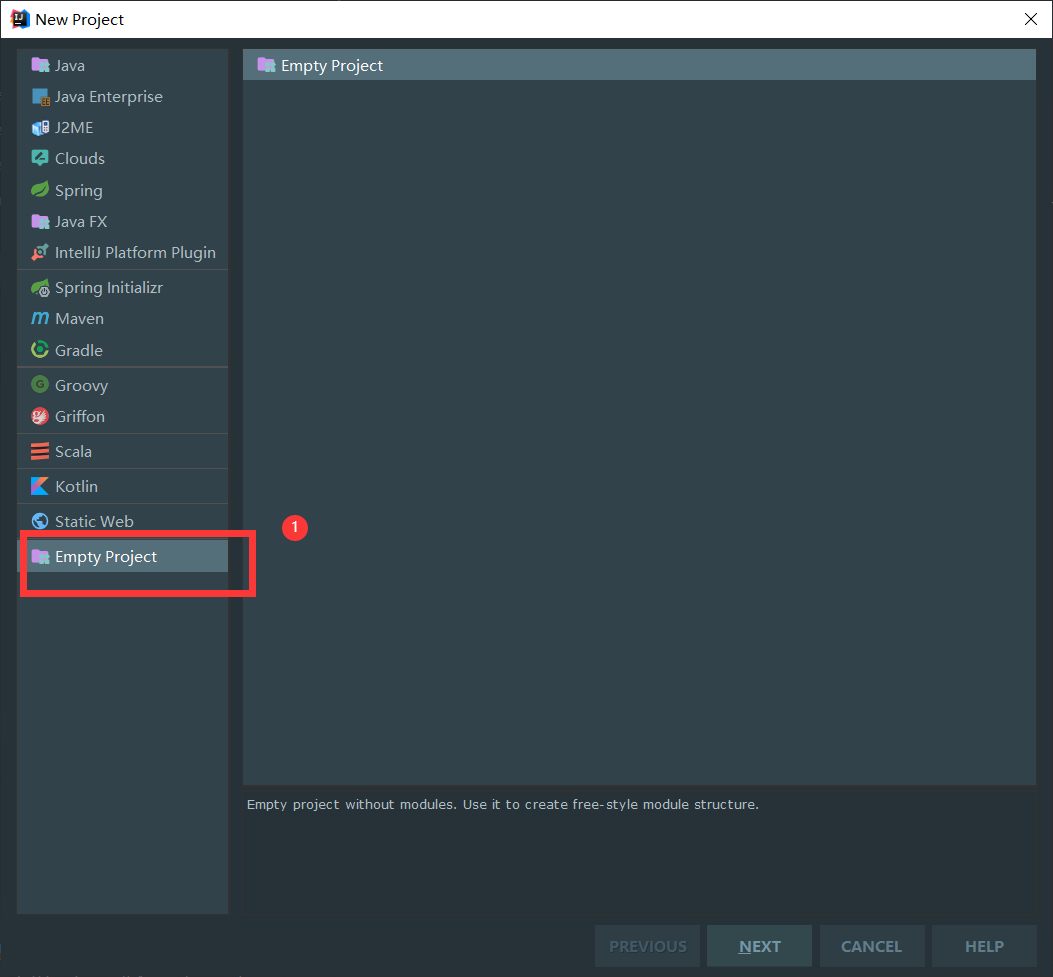 New Project
Java
Java Enterprise
J2ME
Clouds
Spring
Java FX
IntelliJ Platform Plugin
Spring Initializr
Maven
Gradle
Groovy
Griffon
Scala
Kotlin
Static Web
Empty Project
1
Empty Project
Empty project without modules. Use it to create free-style module structure.
PREVIOUS
NEXT
CANCEL
HELP